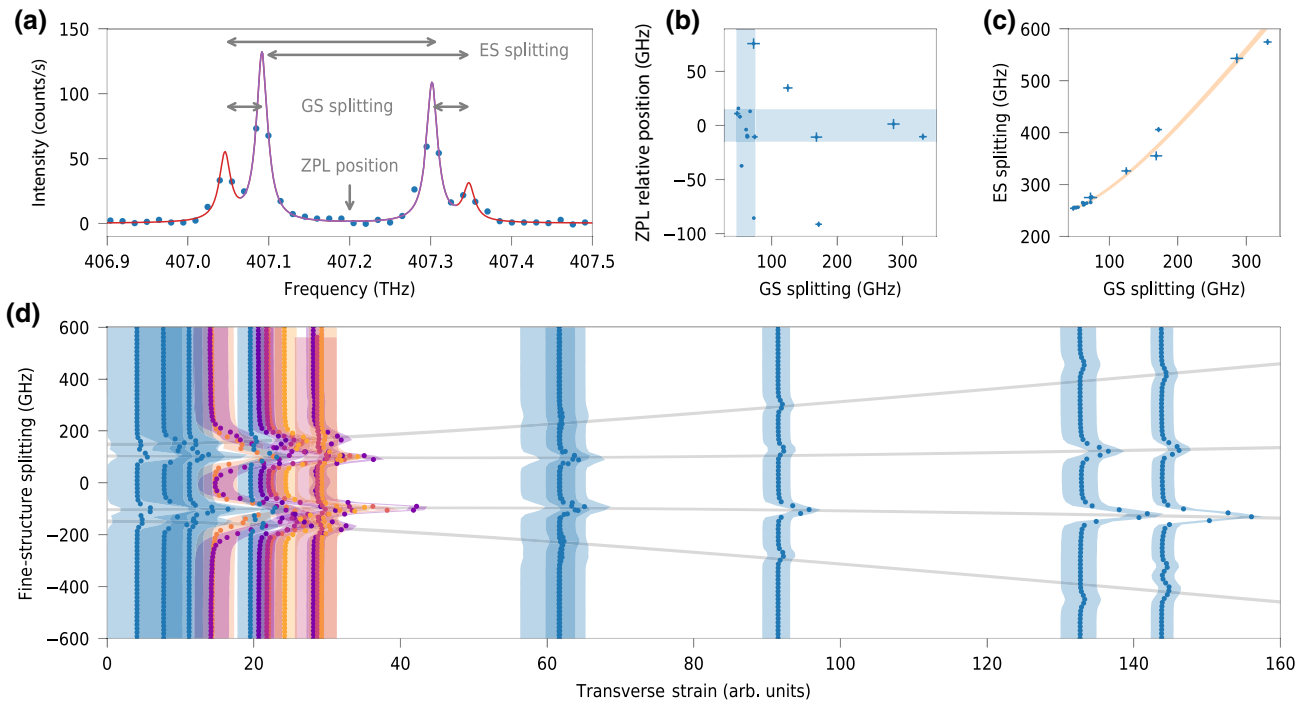 (a)
150
100
50
0
Intensity (counts/s)
ES splitting
GS splitting
ZPL position
406.9 407.0 407.1 407.2 407.3 407.4 407.5
Frequency (THz)
(b)
50
0
−50
−100
ZPL relative position (GHz)
100 200 300
GS splitting (GHz)
(c)
600
500
400
300
200
ES splitting
(GHz)
100 200 300
GS splitting (GHz)
(d)
600
400
200
0
−200
−400
−600
Fine-structure splitting (GHz)
0 20 40 60 80 100 120 140 160
Transverse strain (arb. units)